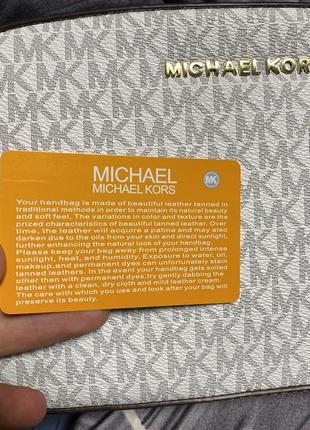 MICHAEL KOR
MICHAEL
MICHAEL KORS
MK
Your handbag is made of beautiful leather tanned in
traditional methods in order to maintain its natural beauty
and soft feel. The variations in color and texture are the
prized characteristics of beautiful tanned leather. Over
time, the leather will acquire a patina and may also
darken due to the oils from your skin and direct sunlight,
further enhancing the natural look of your handbag.
Please keep your bag away from prolonged intense
sunlight, heat, and humidity. Exposure to water, oil,
makeup,and permanent dyes can unfortunately stain
tanned leathers. In the event your handbag gets soiled
other than with permanent dyes,try gently dabbing the
leather with a clean, dry cloth and mild leather cream.
The care with which you use and look after your bag will
preserve its beauty.